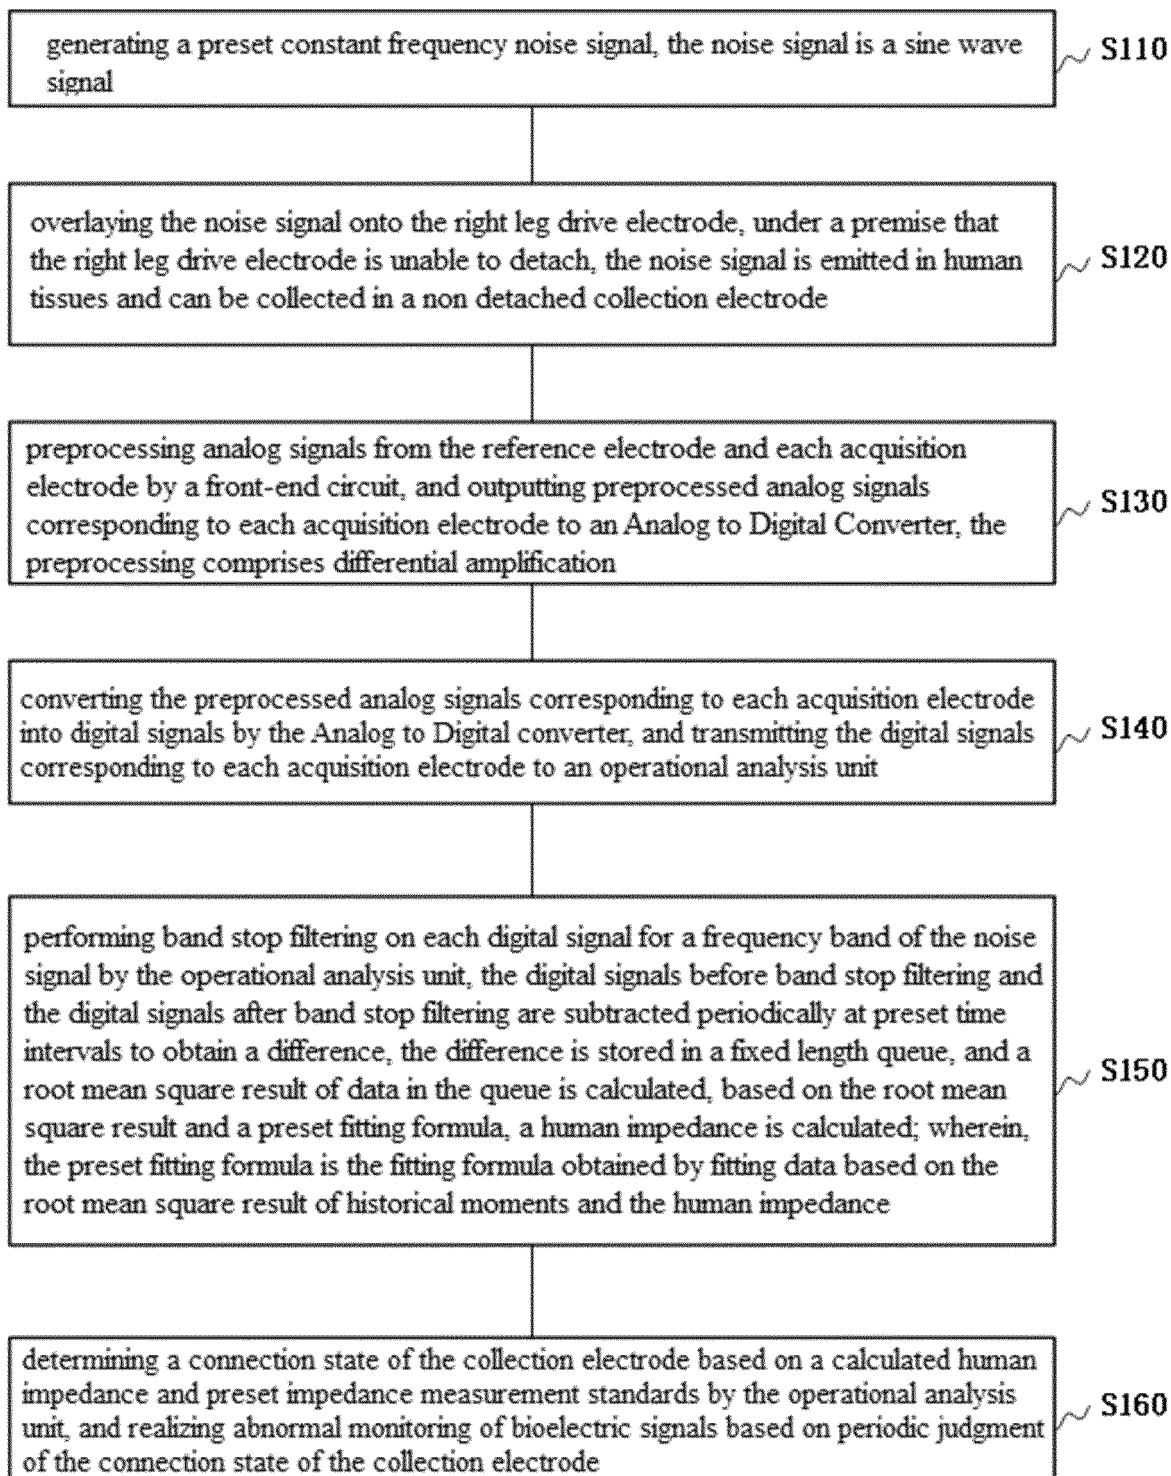 generating a preset constant frequency noise signal, the noise signal is a sine wave
signal
S110
overlaying the noise signal onto the right leg drive electrode, under a premise that
the right leg drive electrode is unable to detach, the noise signal is emitted in human
tissues and can be collected in a non detached collection electrode
S120
preprocessing analog signals from the reference electrode and each acquisition
electrode by a front-end circuit, and outputting preprocessed analog signals
corresponding to each acquisition electrode to an Analog to Digital Converter, the
preprocessing comprises differential amplification
S130
converting the preprocessed analog signals corresponding to each acquisition electrode
into digital signals by the Analog to Digital converter, and transmitting the digital signals
corresponding to each acquisition electrode to an operational analysis unit
S140
performing band stop filtering on each digital signal for a frequency band of the noise
signal by the operational analysis unit, the digital signals before band stop filtering and
the digital signals after band stop filtering are subtracted periodically at preset time
intervals to obtain a difference, the difference is stored in a fixed length queue, and a
root mean square result of data in the queue is calculated, based on the root mean
square result and a preset fitting formula, a human impedance is calculated; wherein,
the preset fitting formula is the fitting formula obtained by fitting data based on the
root mean square result of historical moments and the human impedance
S150
determining a connection state of the collection electrode based on a calculated human
impedance and preset impedance measurement standards by the operational analysis
unit, and realizing abnormal monitoring of bioelectric signals based on periodic judgment
of the connection state of the collection electrode
S160